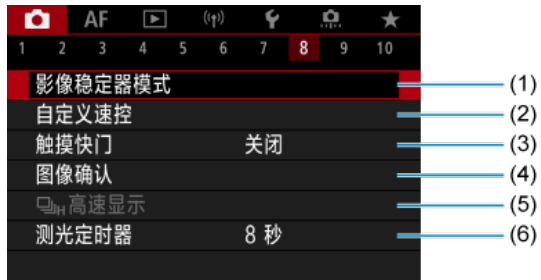 AF
1 2 3 4 5 6 7 8 9 10
影像稳定器模式 (1)
自定义速控 (2)
触摸快门 关闭 (3)
图像确认 (4)
H高速显示 (5)
测光定时器 8 秒 (6)